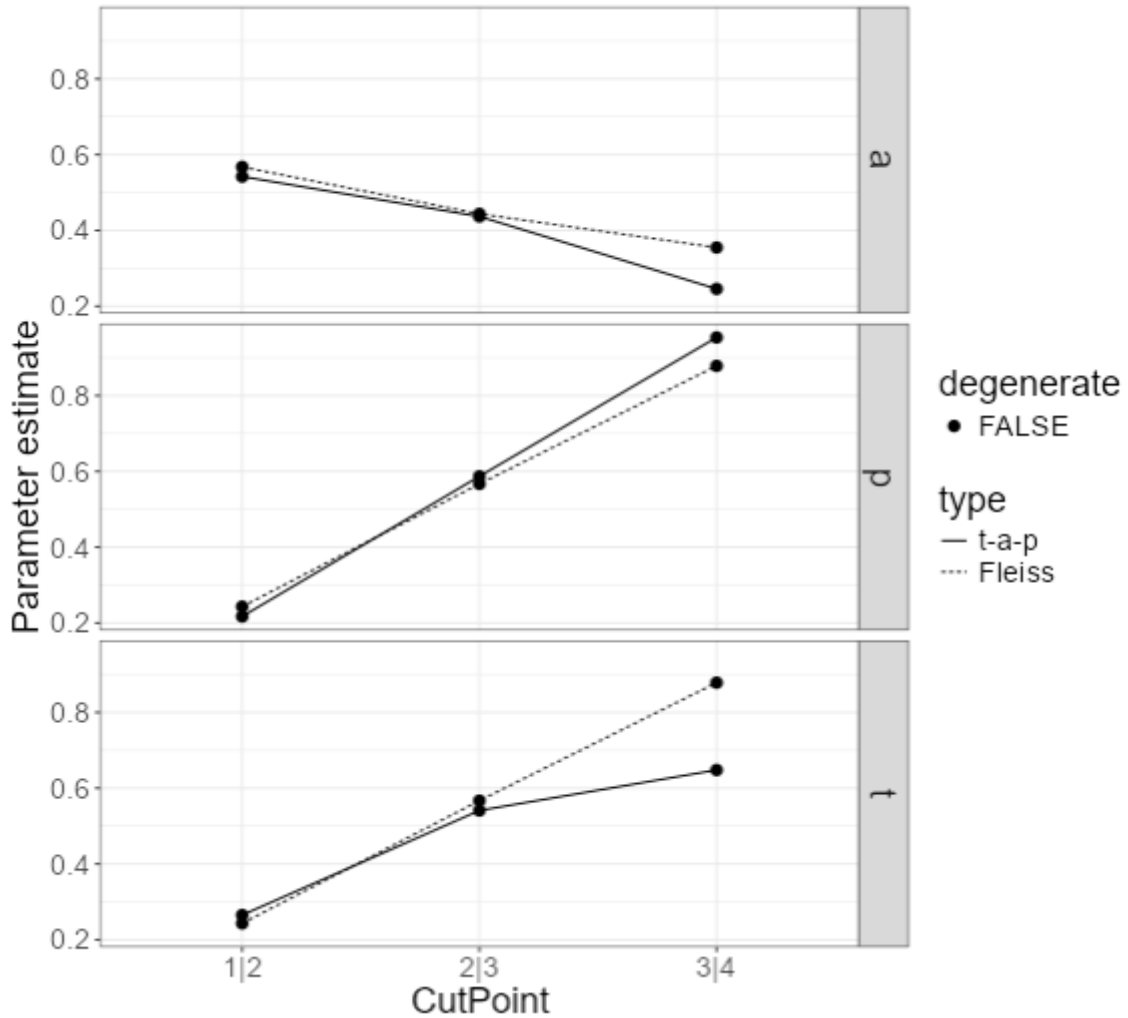 0.8
0.6
0.4
0.2
a
0.8
0.6
0.4
0.2
p
0.8
0.6
0.4
0.2
t
Parameter estimate
1|2 2|3 3|4
CutPoint
degenerate
FALSE
type
t-a-p
Fleiss